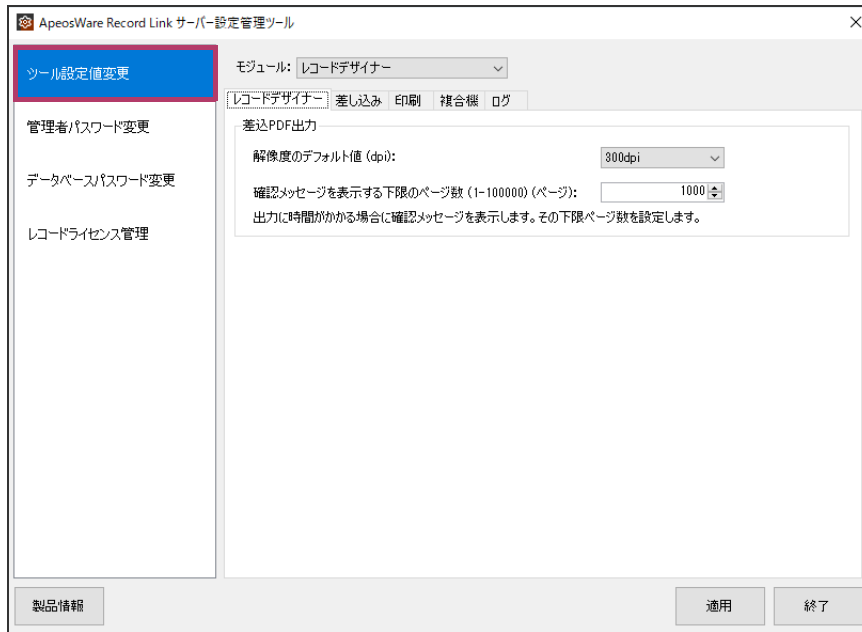 ApeosWare Record Link サーバー設定管理ツール
ツール設定値変更
管理者パスワード変更
データベースパスワード変更
レコードライセンス管理
モジュール: レコードデザイナー
レコードデザイナー 差し込み 印刷 複合機 ログ
差込PDF出力
解像度のデフォルト値 (dpi): 300dpi
確認メッセージを表示する下限のページ数 (1-100000) (ページ): 1000
出力に時間がかかる場合に確認メッセージを表示します。その下限ページ数を設定します。
製品情報 適用 終了